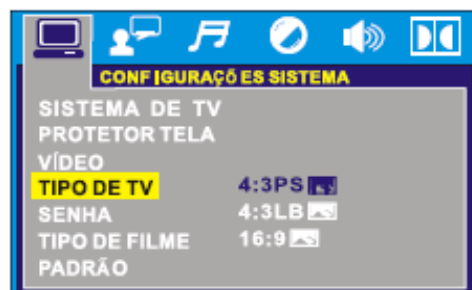 CONFIGURAÇÕES SISTEMA
SISTEMA DE TV
PROTETOR TELA
VÍDEO
TIPO DE TV 4:3PS
SENHA 4:3LB
TIPO DE FILME 16:9
PADRÃO